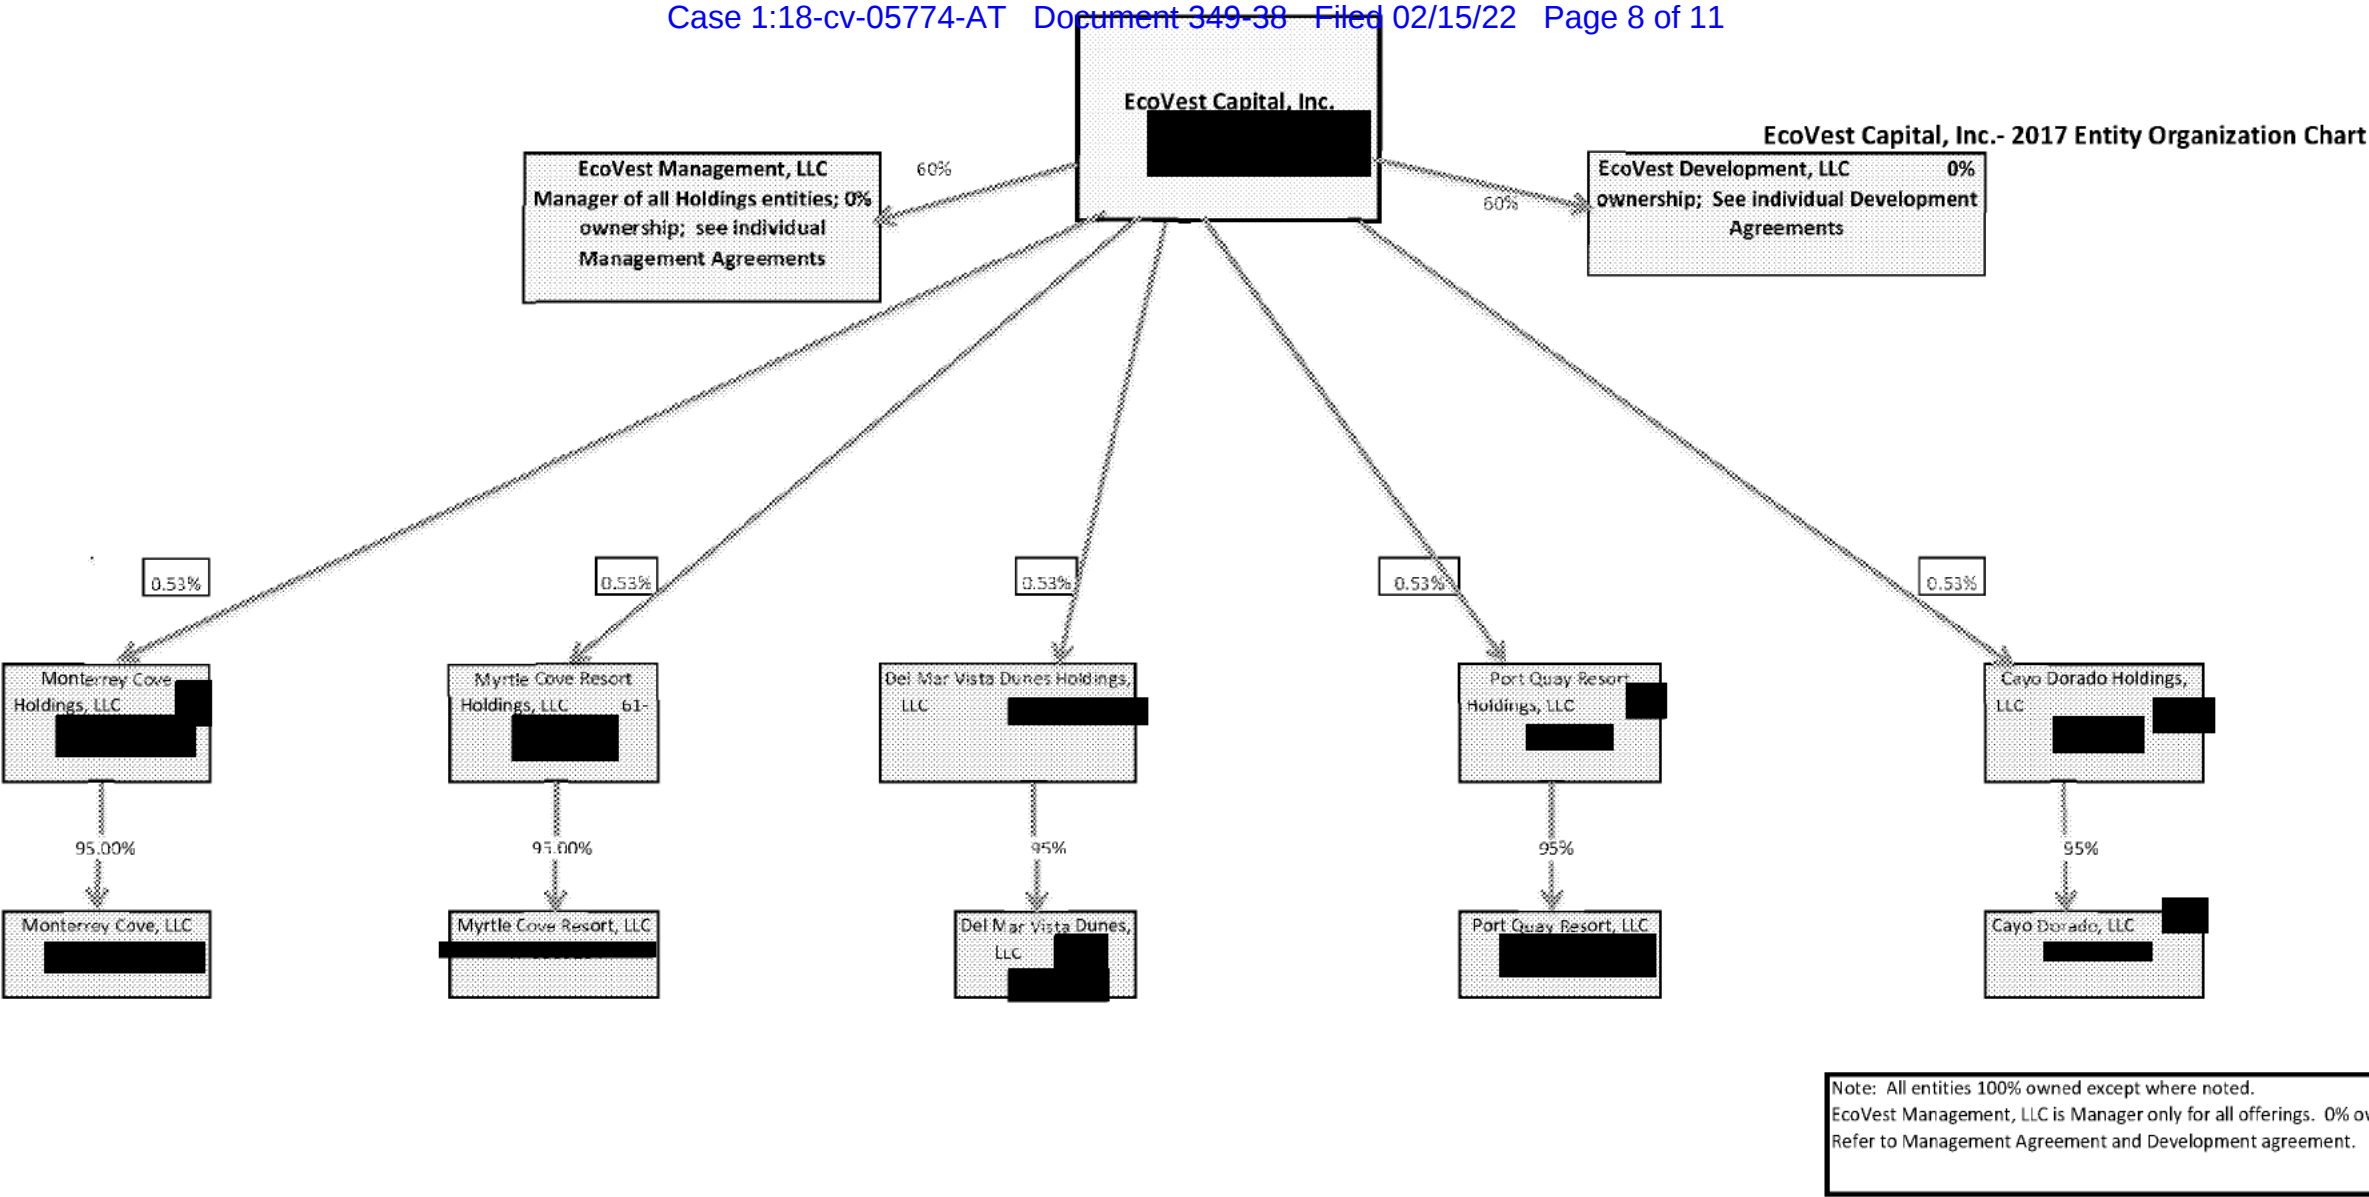 Case 1:18-cv-05774-AT Document 349-38 Filed 02/15/22 Page 8 of 11
EcoVest Capital, Inc.
EcoVest Capital, Inc.- 2017 Entity Organization Chart
EcoVest Management, LLC
Manager of all Holdings entities; 0%
ownership; see individual
Management Agreements
60%
60%
EcoVest Development, LLC 0%
ownership; See individual Development
Agreements
0.53%
0.53%
0.53%
0.53%
0.53%
Monterrey Cove
Holdings, LLC
Myrtle Cove Resort
Holdings, LLC 61-
Del Mar Vista Dunes Holdings,
LLC
Port Quay Resort
Holdings, LLC
Cayo Dorado Holdings,
LLC
95.00%
95.00%
95%
95%
95%
Monterrey Cove, LLC
Myrtle Cove Resort, LLC
Del Mar Vista Dunes,
LLC
Port Quay Resort, LLC
Cayo Dorado, LLC
Note: All entities 100% owned except where noted.
EcoVest Management, LLC is Manager only for all offerings. 0%
Refer to Management Agreement and Development agreement.